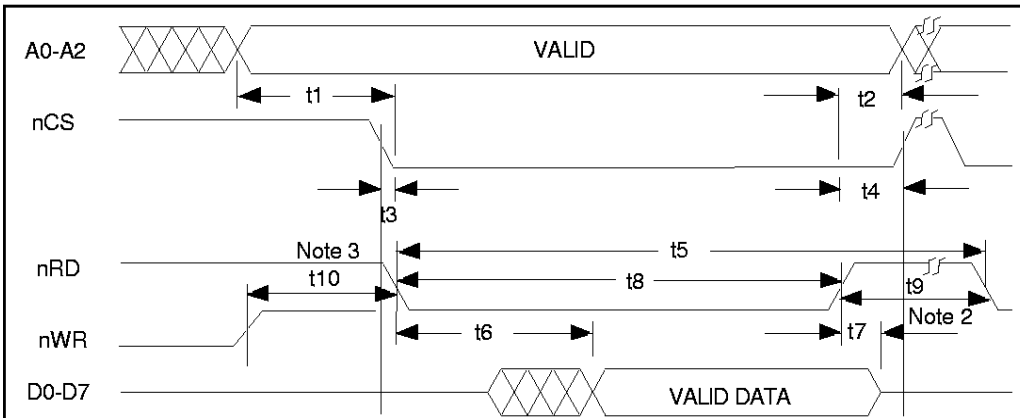 A0-A2
VALID
t1
t2
nCS
t3
t4
Note 3
t5
nRD
t10
t8
t9
nWR
t6
t7
Note 2
D0-D7
VALID DATA